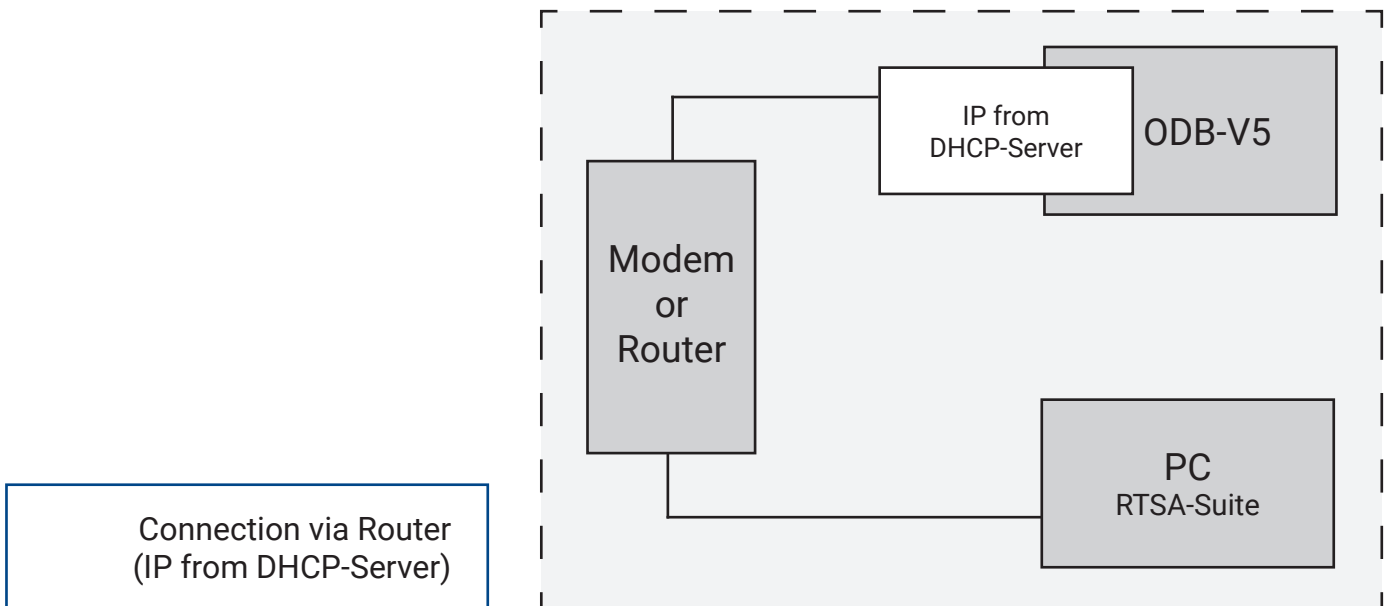 IP from
DHCP-Server
ODB-V5
Modem
or
Router
PC
RTSA-Suite
Connection via Router
(IP from DHCP-Server)